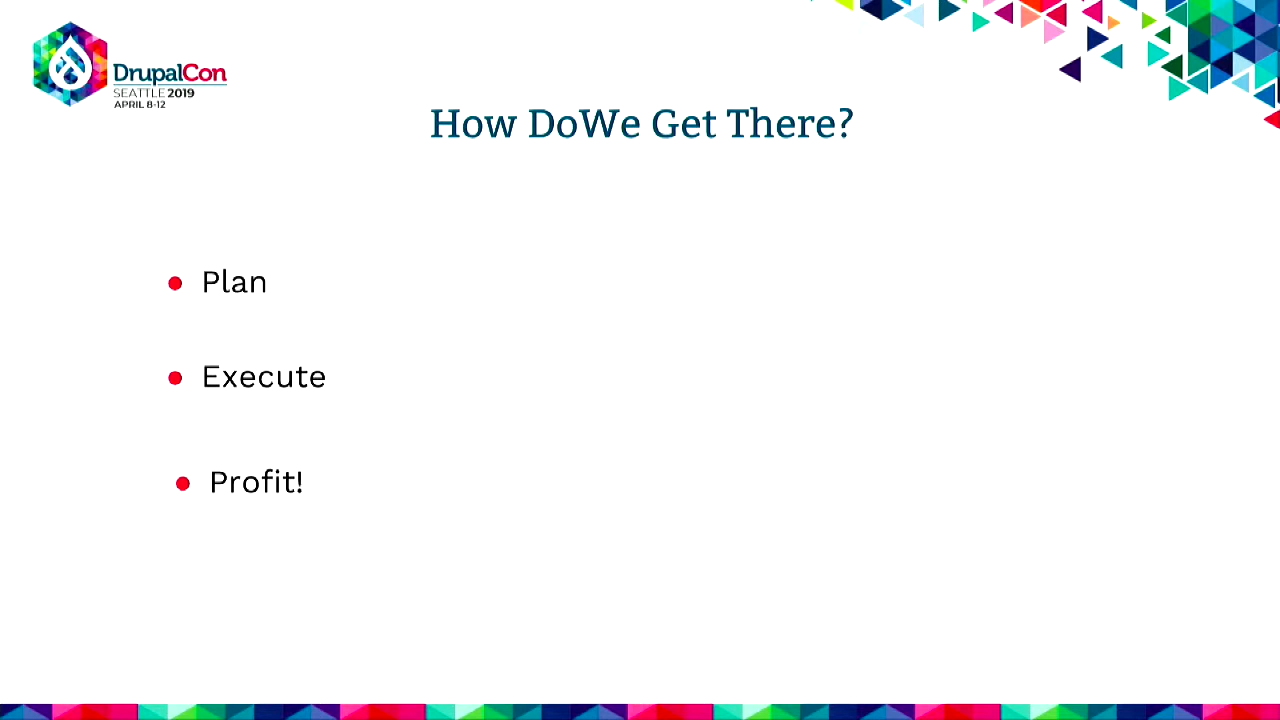 DrupalCon
SEATTLE 2019
APRIL 8-12
How DoWe Get There?
● Plan
● Execute
● Profit!